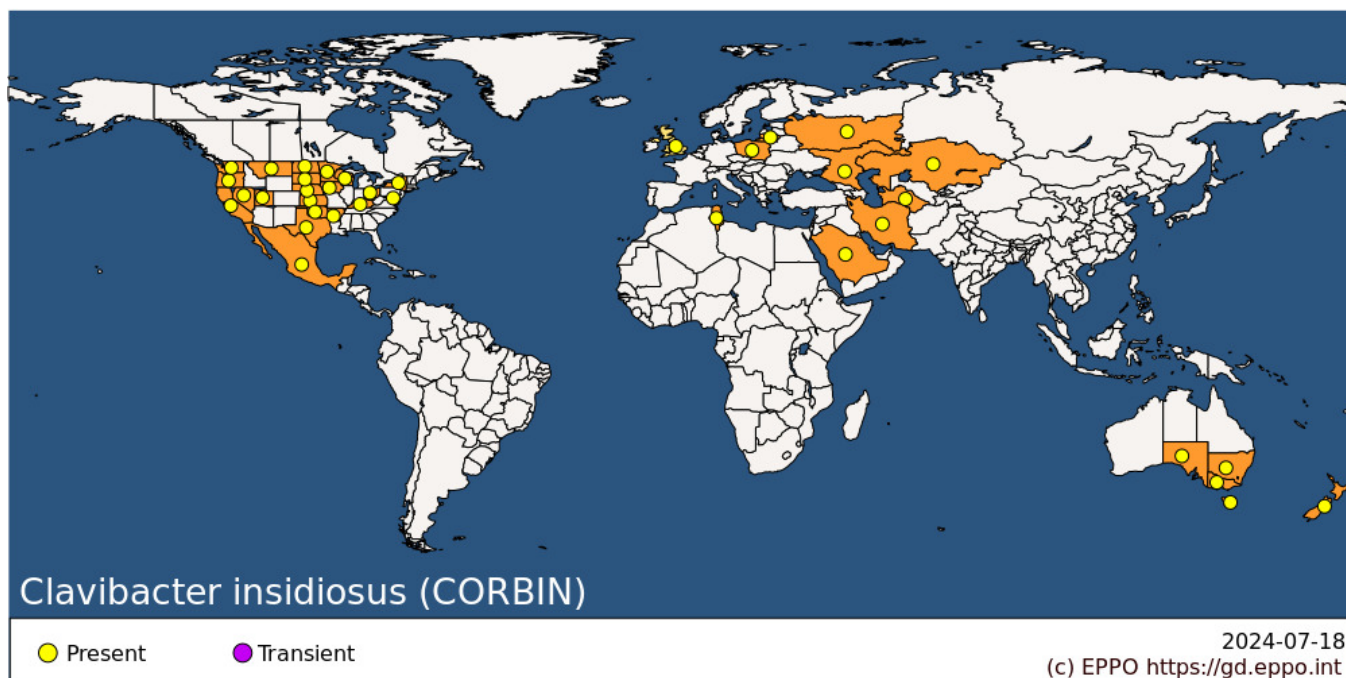 Clavibacter insidiosus (CORBIN)
Present
Transient
2024-07-18
(c) EPPO https://gd.eppo.int